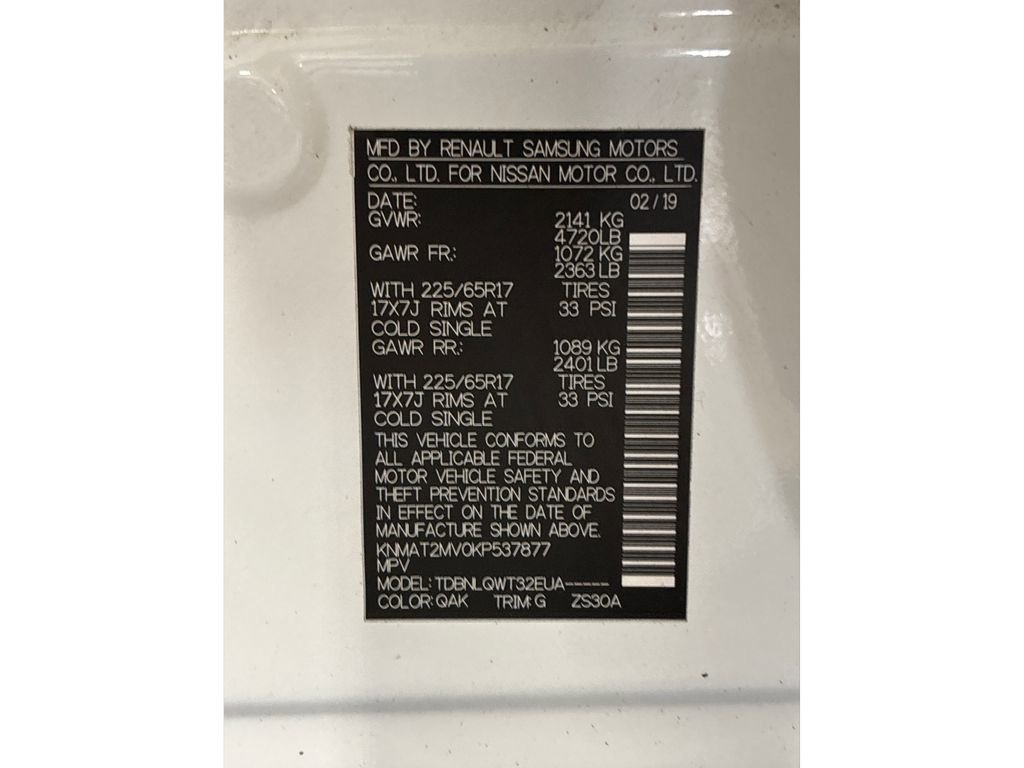 MFD BY RENAULT SAMSUNG MOTORS
CO., LTD. FOR NISSAN MOTOR CO., LTD.
DATE: 02 / 19
GVWR: 2141 KG
4720LB
GAWR FR.: 1072 KG
2363 LB
WITH 225/65R17 TIRES
17X7J RIMS AT 33 PSI
COLD SINGLE
GAWR RR.: 1089 KG
2401 LB
WITH 225/65R17 TIRES
17X7J RIMS AT 33 PSI
COLD SINGLE
THIS VEHICLE CONFORMS TO
ALL APPLICABLE FEDERAL
MOTOR VEHICLE SAFETY AND
THEFT PREVENTION STANDARDS
IN EFFECT ON THE DATE OF
MANUFACTURE SHOWN ABOVE.
KNMAT2MV0KP537877
MPV
MODEL: TDBNLQWT32EUA-----
COLOR: QAK TRIM: G ZS30A